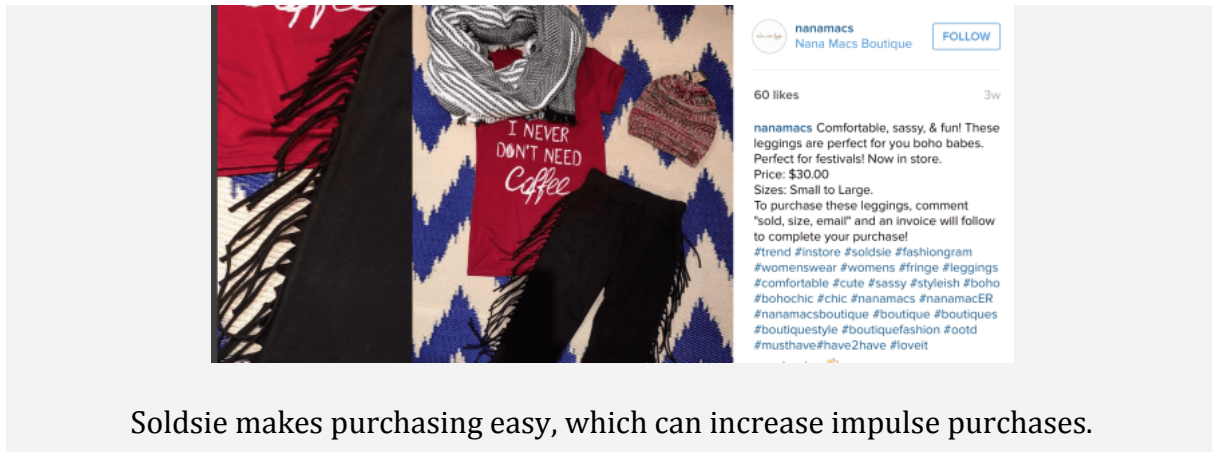 Coffee
I NEVER
DON'T NEED
Coffee
nanamacs
Nana Macs Boutique
FOLLOW
60 likes
3w
nanamacs Comfortable, sassy, & fun! These
leggings are perfect for you boho babes.
Perfect for festivals! Now in store.
Price: $30.00
Sizes: Small to Large.
To purchase these leggings, comment
"sold, size, email" and an invoice will follow
to complete your purchase!
#trend #instore #soldsie #fashiongram
#womenswear #womens #fringe #leggings
#comfortable #cute #sassy #styleish #boho
#bohochic #chic #nanamacs #nanamacER
#nanamacsboutique #boutique #boutiques
#boutiquestyle #boutiquefashion #ootd
#musthave#have2have #loveit
Soldsie makes purchasing easy, which can increase impulse purchases.